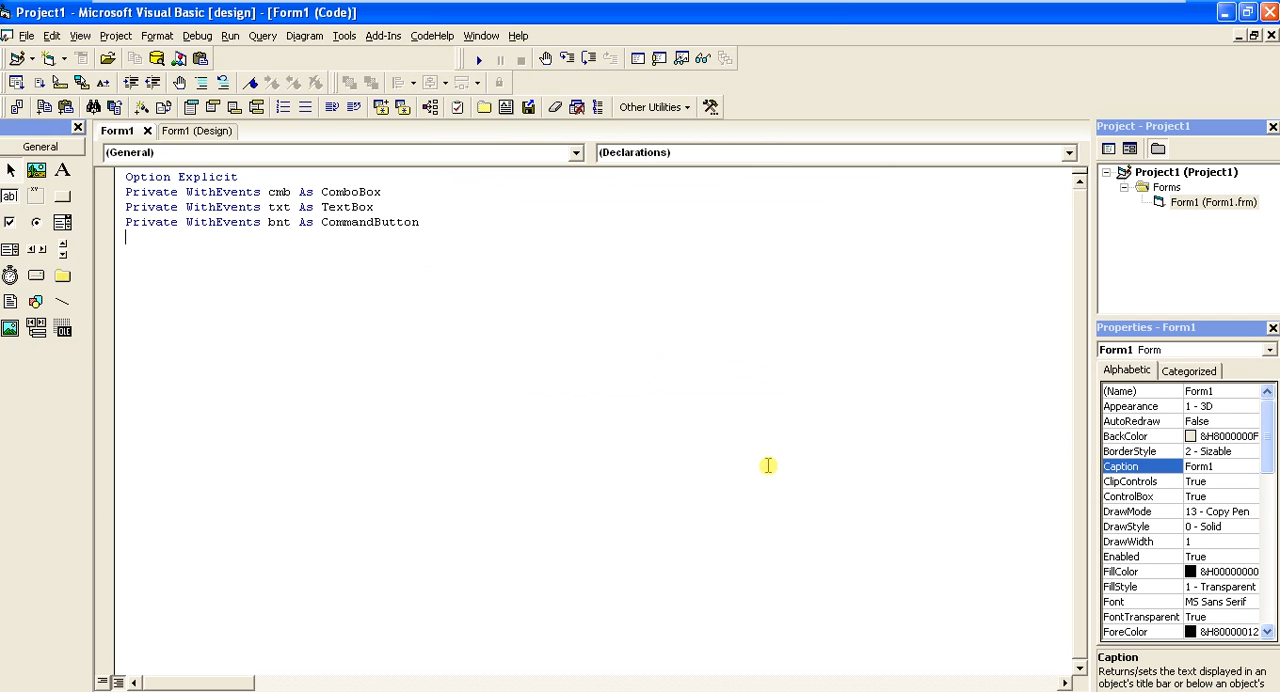 Project1 - Microsoft Visual Basic [design] - [Form1 (Code)]
File Edit View Project Format Debug Run Query Diagram Tools Add-Ins CodeHelp Window Help
Other Utilities
Form1 Form1 (Design)
General
(General) (Declarations)
Option Explicit
Private WithEvents cmb As ComboBox
Private WithEvents txt As TextBox
Private WithEvents bnt As CommandButton
Project - Project1
Project1 (Project1)
Forms
Form1 (Form1.frm)
Properties - Form1
Form1 Form
Alphabetic Categorized
(Name) Form1
Appearance 1 - 3D
AutoRedraw False
BackColor &H8000000F
BorderStyle 2 - Sizable
Caption Form1
ClipControls True
ControlBox True
DrawMode 13 - Copy Pen
DrawStyle 0 - Solid
DrawWidth 1
Enabled True
FillColor &H00000000
FillStyle 1 - Transparent
Font MS Sans Serif
FontTransparent True
ForeColor &H80000012
Caption
Returns/sets the text displayed in an
object's title bar or below an object's